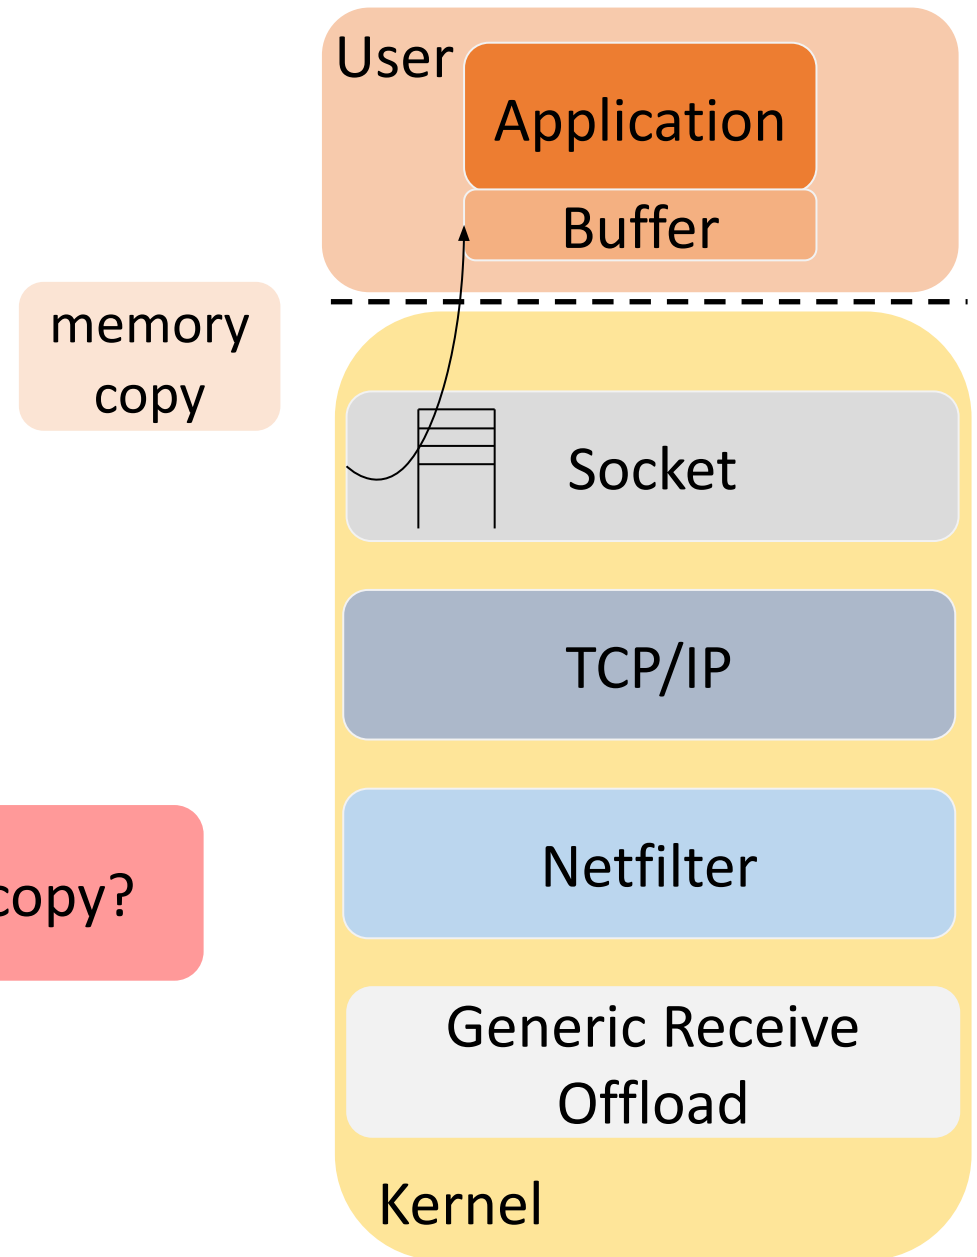 User
Application
Buffer
memory
copy
Socket
TCP/IP
copy?
Netfilter
Generic Receive
Offload
Kernel